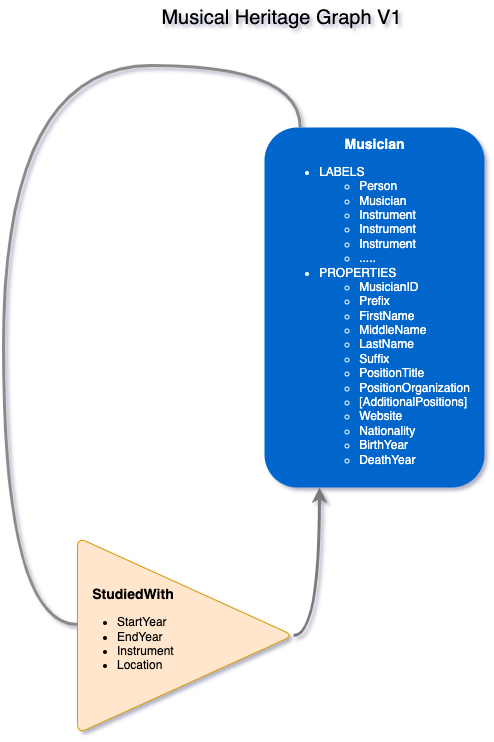 Musical Heritage Graph V1
Musician
LABELS
Person
Musician
Instrument
Instrument
Instrument
.....
PROPERTIES
MusicianID
Prefix
FirstName
MiddleName
LastName
Suffix
PositionTitle
PositionOrganization
[AdditionalPositions]
Website
Nationality
BirthYear
DeathYear
StudiedWith
StartYear
EndYear
Instrument
Location